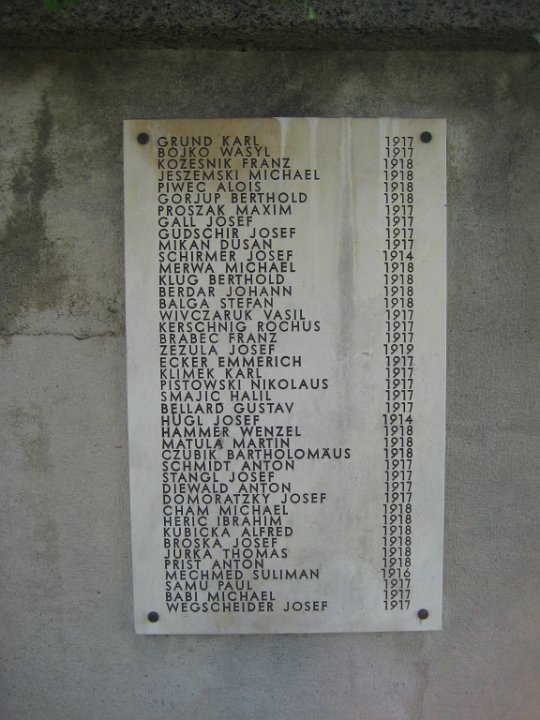 GRUND KARL 1917
BOJKO WASYL 1917
KOZESNIK FRANZ 1918
JESZEMSKI MICHAEL 1918
PIWEC ALOIS 1918
GORJUP BERTHOLD 1918
PROSZAK MAXIM 1917
GALL JOSEF 1917
GUDSCHIR JOSEF 1917
MIKAN DUSAN 1917
SCHIRMER JOSEF 1914
MERWA MICHAEL 1918
KLUG BERTHOLD 1918
BERDAR JOHANN 1918
BALGA STEFAN 1918
WIVCZARUK VASIL 1917
KERSCHNIG ROCHUS 1917
BRABEC FRANZ 1917
ZEZULA JOSEF 1919
ECKER EMMERICH 1917
KLIMEK KARL 1917
PISTOWSKI NIKOLAUS 1917
SMAJIC HALIL 1917
BELLARD GUSTAV 1917
HUGL JOSEF 1914
HAMMER WENZEL 1918
MATULA MARTIN 1918
CZUBIK BARTHOLOMÄUS 1918
SCHMIDT ANTON 1917
STANGL JOSEF 1917
DIEWALD ANTON 1917
DOMORATZKY JOSEF 1917
CHAM MICHAEL 1918
HERIC IBRAHIM 1918
KUBICKA ALFRED 1918
BROSKA JOSEF 1918
JURKA THOMAS 1918
PRIST ANTON 1918
MECHMED SULIMAN 1916
SAMU PAUL 1917
BABI MICHAEL 1917
WEGSCHEIDER JOSEF 1917